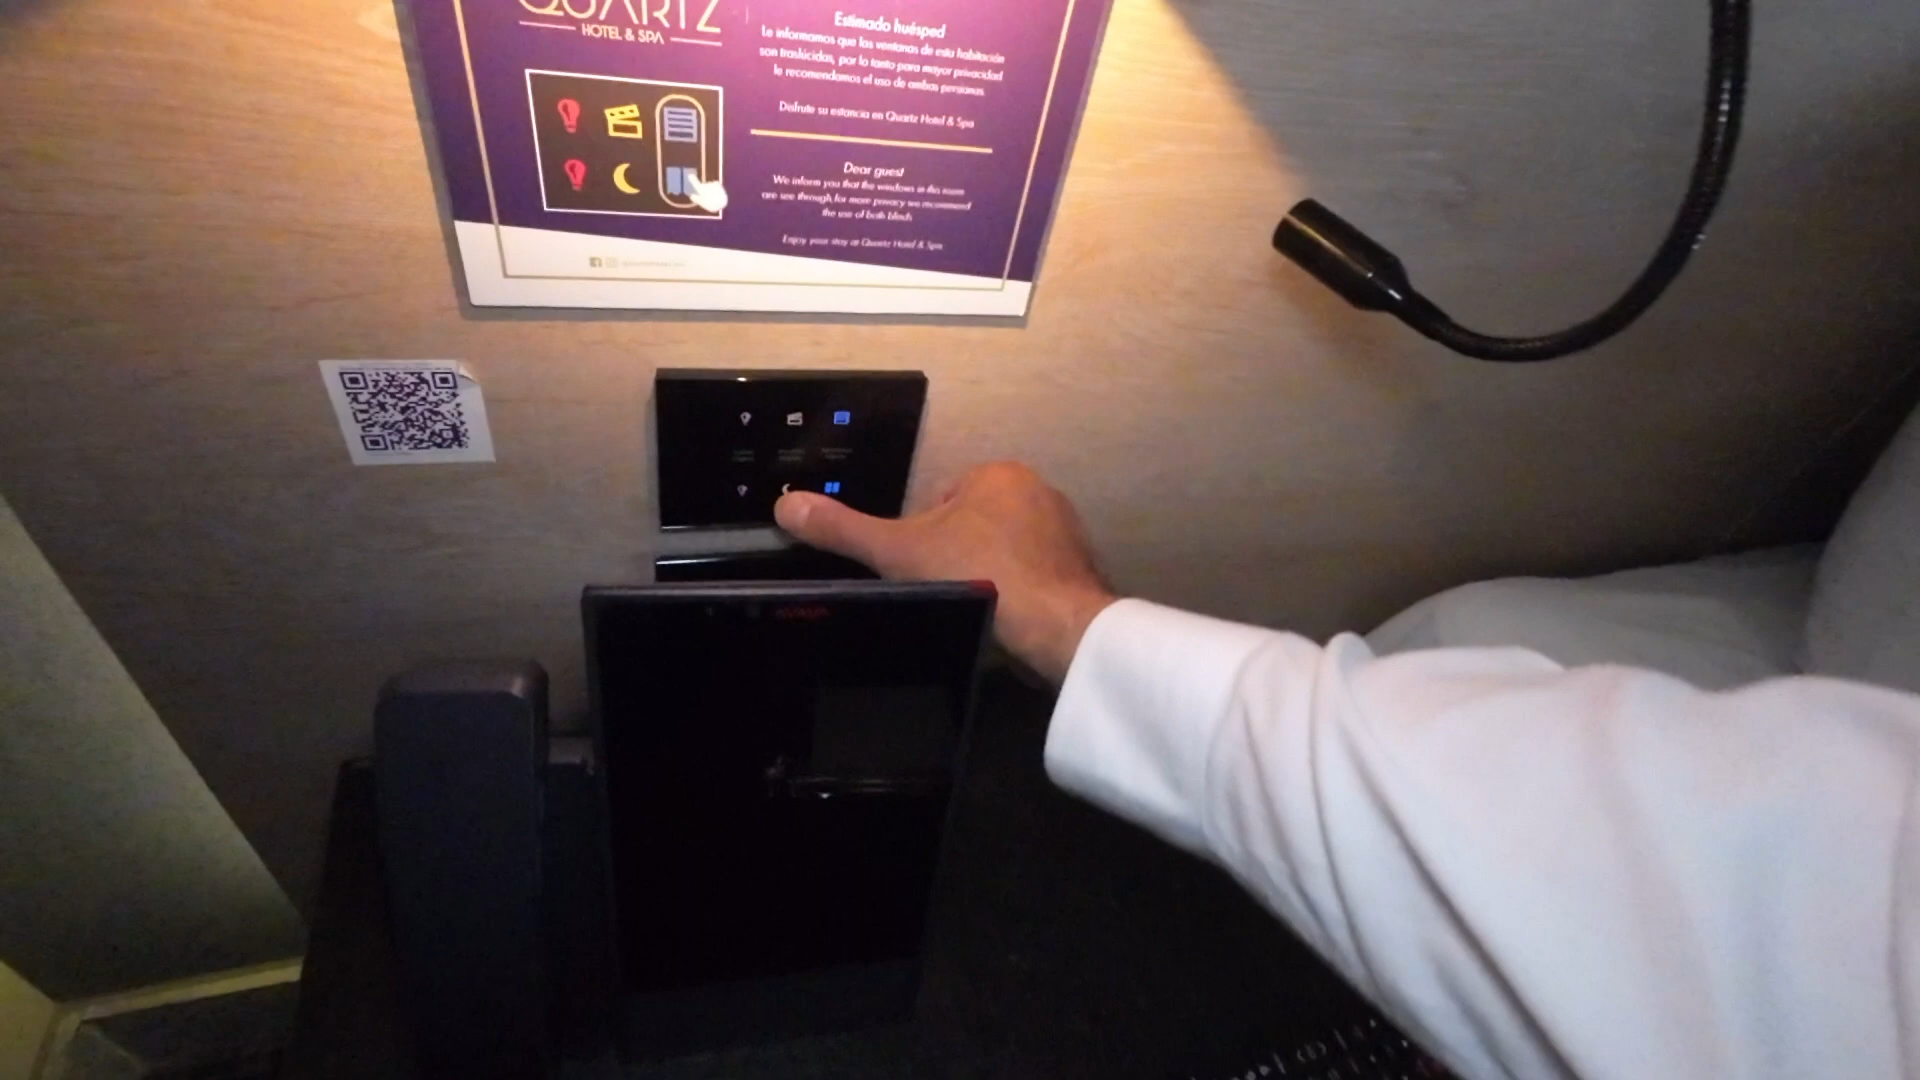 QUARTZ
HOTEL & SPA
Estimado huésped
Le informamos que las ventanas de esta habitación
son traslúcidas, por lo tanto para mayor privacidad
le recomendamos el uso de ambas persianas
Disfrute su estancia en Quartz Hotel & Spa
Dear guest
We inform you that the windows in this room
are see through, for more privacy we recommend
the use of both blinds
Enjoy your stay at Quartz Hotel & Spa
AVAYA